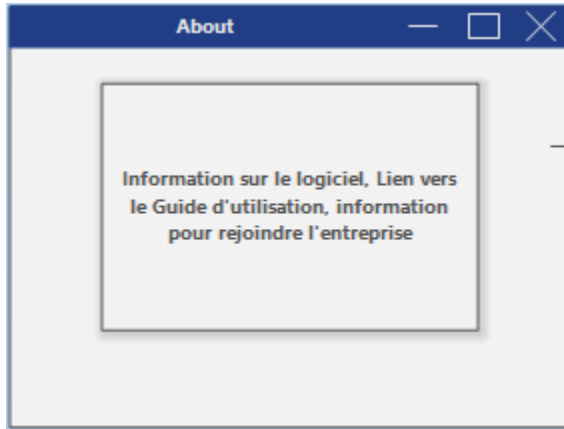 About
Information sur le logiciel, Lien vers
le Guide d'utilisation, information
pour rejoindre l'entreprise